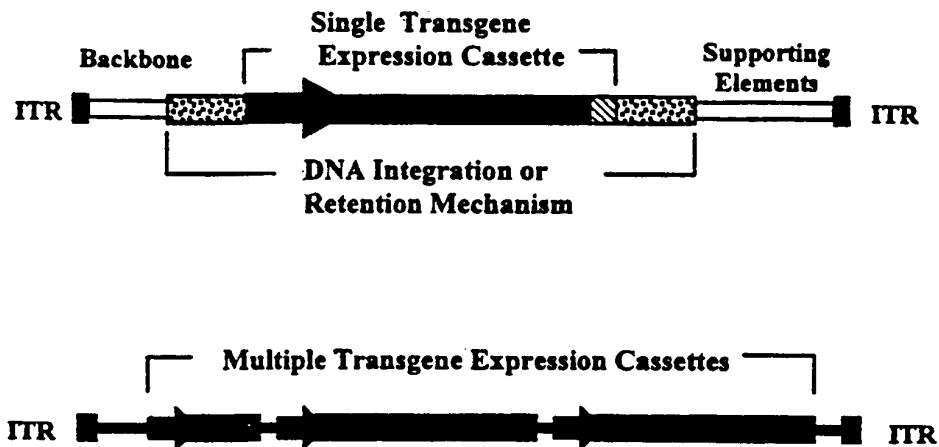 Single Transgene
Expression Cassette
Backbone
Supporting
Elements
ITR
ITR
DNA Integration or
Retention Mechanism
Multiple Transgene Expression Cassettes
ITR
ITR